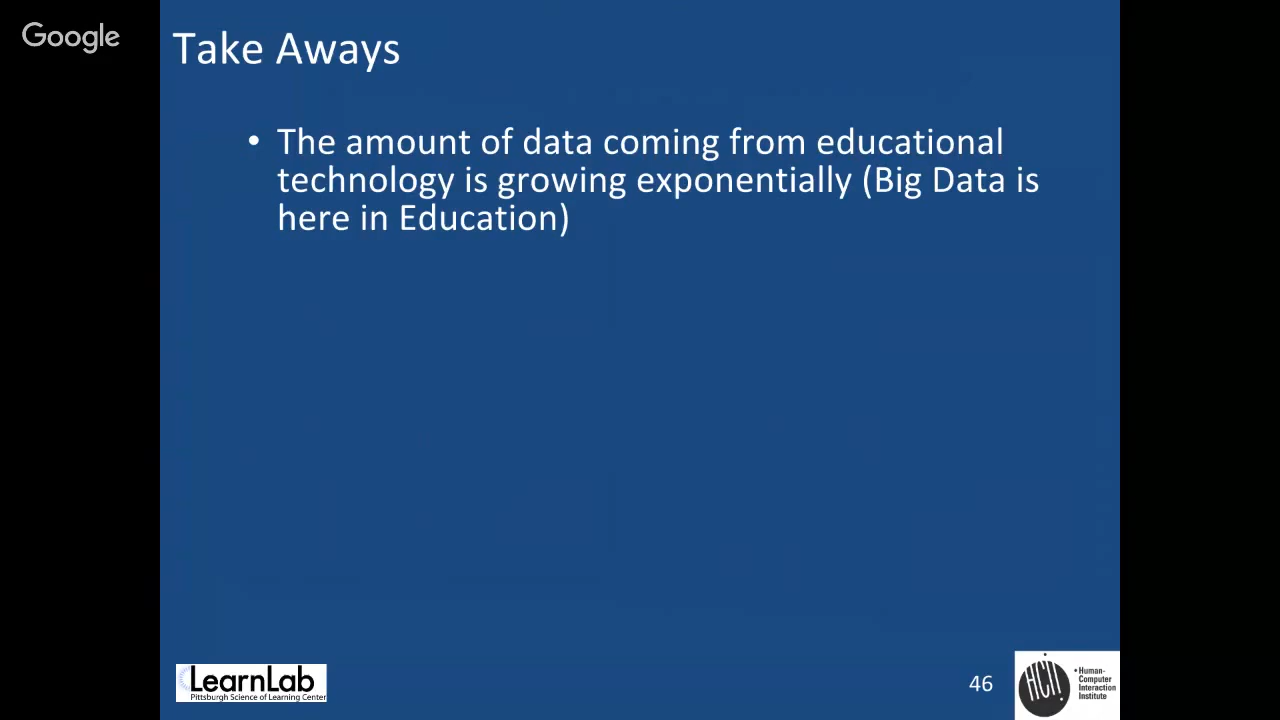 Google
Take Aways
• The amount of data coming from educational
technology is growing exponentially (Big Data is
here in Education)
LearnLab
Pittsburgh Science of Learning Center
46
HCII
• Human-
Computer
Interaction
Institute